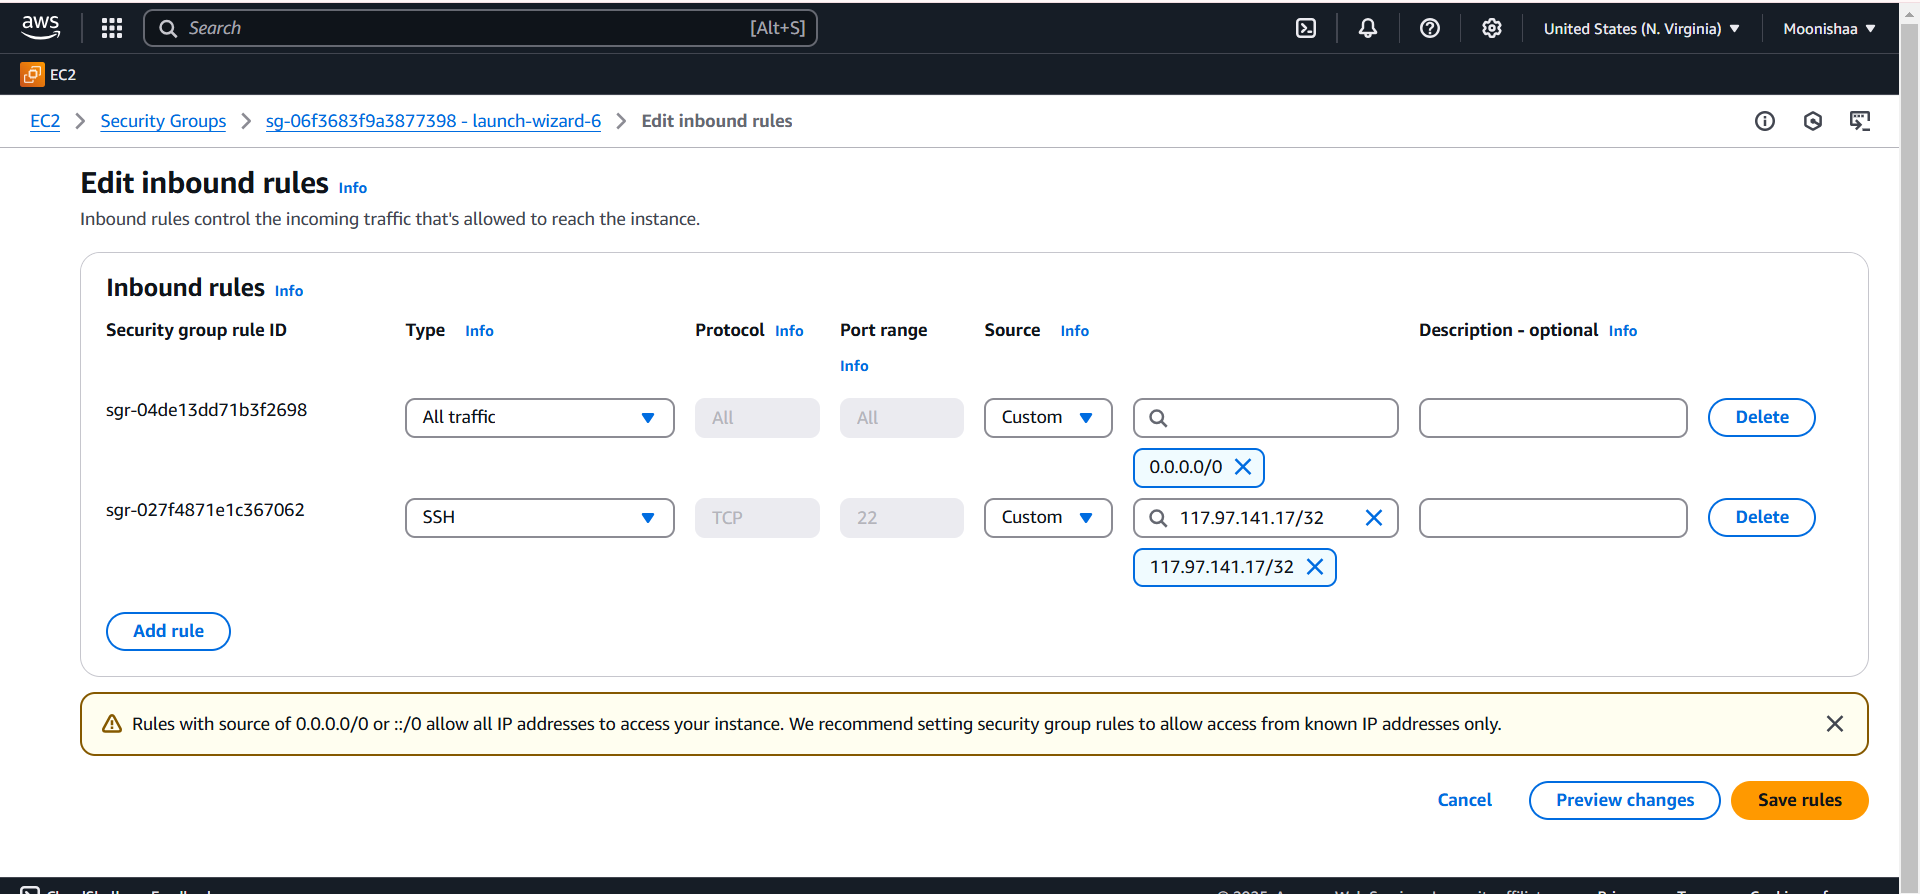 aws Search [Alt+S] United States (N. Virginia) Moonishaa
EC2
EC2 Security Groups sg-06f3683f9a3877398 - launch-wizard-6 Edit inbound rules
Edit inbound rules Info
Inbound rules control the incoming traffic that's allowed to reach the instance.
Inbound rules Info
Security group rule ID Type Info Protocol Info Port range Source Info Description - optional Info
Info
sgr-04de13dd71b3f2698 All traffic All All Custom Delete
0.0.0.0/0
sgr-027f4871e1c367062 SSH TCP 22 Custom 117.97.141.17/32 Delete
117.97.141.17/32
Add rule
Rules with source of 0.0.0.0/0 or ::/0 allow all IP addresses to access your instance. We recommend setting security group rules to allow access from known IP addresses only.
Cancel Preview changes Save rules